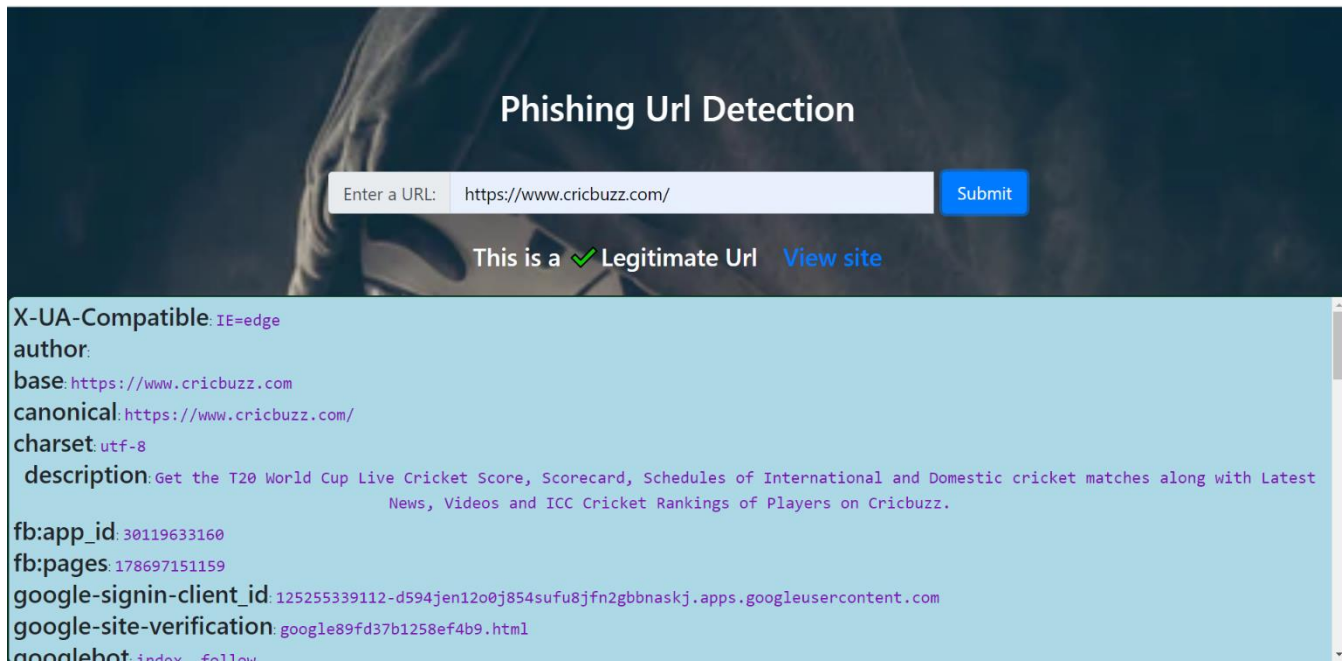 Phishing Url Detection
Enter a URL: https://www.cricbuzz.com/ Submit
This is a ✔ Legitimate Url View site
X-UA-Compatible: IE=edge
author:
base: https://www.cricbuzz.com
canonical: https://www.cricbuzz.com/
charset: utf-8
description: Get the T20 World Cup Live Cricket Score, Scorecard, Schedules of International and Domestic cricket matches along with Latest
News, Videos and ICC Cricket Rankings of Players on Cricbuzz.
fb:app_id: 30119633160
fb:pages: 178697151159
google-signin-client_id: 125255339112-d594jen12o0j854sufu8jfn2gbbnaskj.apps.googleusercontent.com
google-site-verification: google89fd37b1258ef4b9.html
googlebot: index, follow